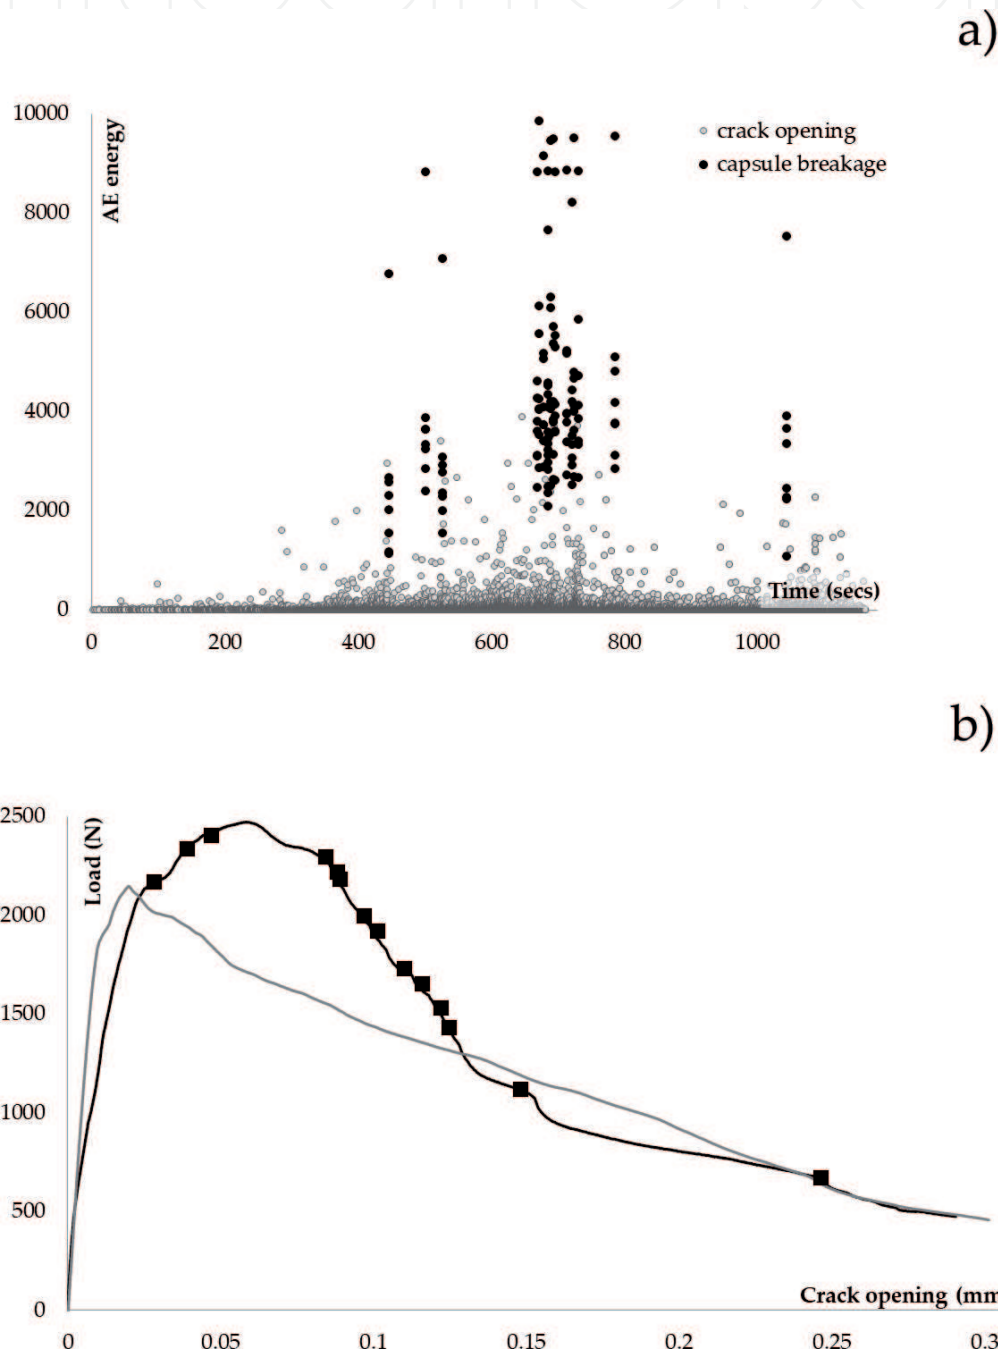 a)
10000
AE energy
crack opening
capsule breakage
8000
6000
4000
2000
0
Time (secs)
0 200 400 600 800 1000
b)
2500
Load (N)
2000
1500
1000
500
0
Crack opening (mm
0 0.05 0.1 0.15 0.2 0.25 0.3